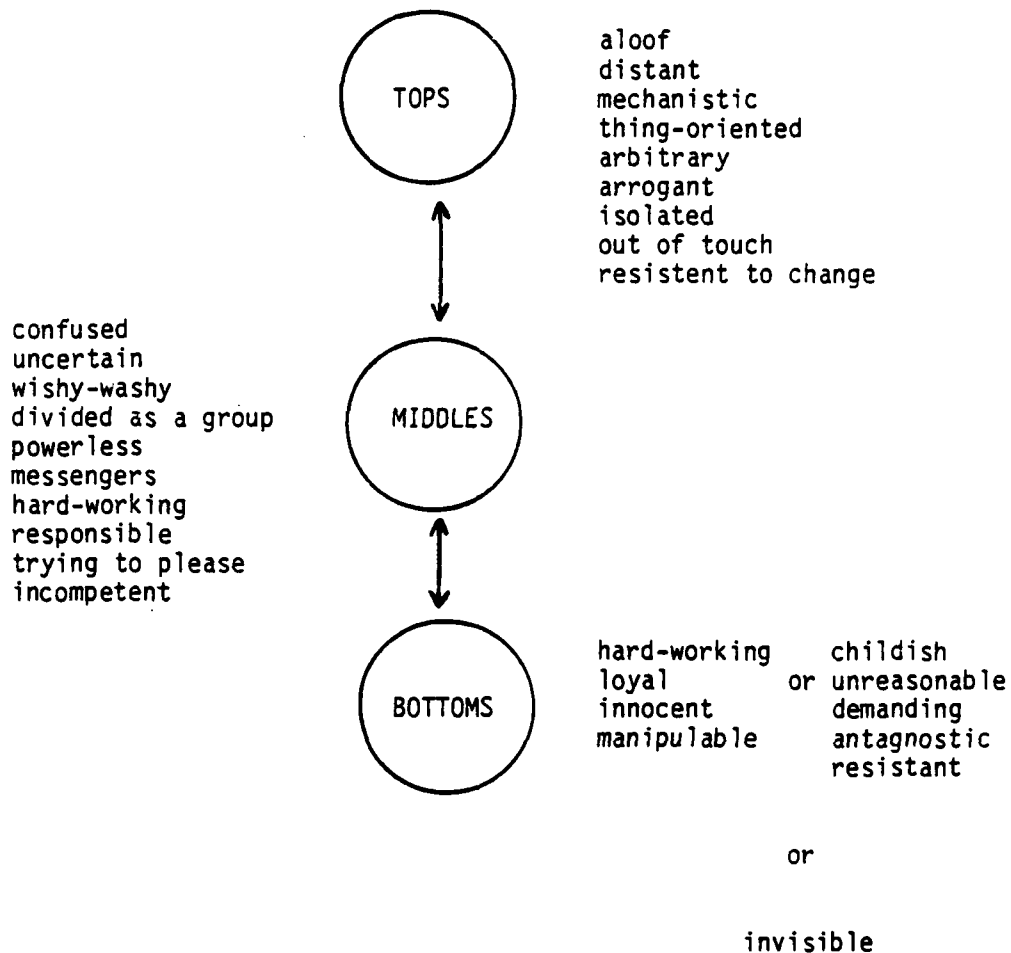 TOPS
aloof
distant
mechanistic
thing-oriented
arbitrary
arrogant
isolated
out of touch
resistent to change
confused
uncertain
wishy-washy
divided as a group
powerless
messengers
hard-working
responsible
trying to please
incompetent
MIDDLES
BOTTOMS
hard-working childish
loyal or unreasonable
innocent demanding
manipulable antagnostic
resistant
or
invisible